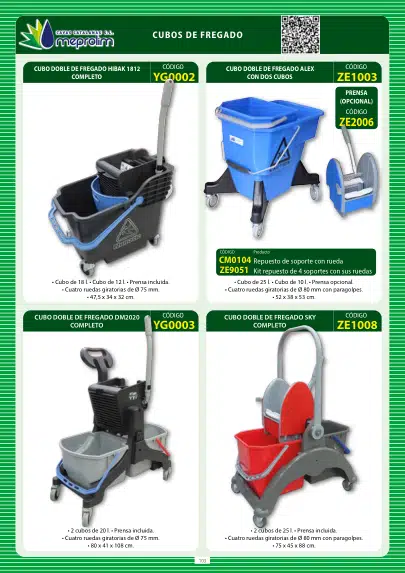 CATAS CATALANAS S.L.
meprolim
CUBOS DE FREGADO
CUBO DOBLE DE FREGADO HIBAK 1812
COMPLETO
CÓDIGO
YG0002
• Cubo de 18 l. • Cubo de 12 l. • Prensa incluida.
• Cuatro ruedas giratorias de Ø 75 mm.
• 47,5 x 34 x 32 cm.
CUBO DOBLE DE FREGADO ALEX
CON DOS CUBOS
CÓDIGO
ZE1003
PRENSA
(OPCIONAL)
CÓDIGO
ZE2006
CÓDIGO Producto
CM0104 Repuesto de soporte con rueda
ZE9051 Kit repuesto de 4 soportes con sus ruedas
• Cubo de 25 l. • Cubo de 10 l. • Prensa opcional.
• Cuatro ruedas giratorias de Ø 80 mm con paragolpes.
• 52 x 38 x 53 cm.
CUBO DOBLE DE FREGADO DM2020
COMPLETO
CÓDIGO
YG0003
• 2 cubos de 20 l. • Prensa incluida.
• Cuatro ruedas giratorias de Ø 75 mm.
• 80 x 41 x 108 cm.
CUBO DOBLE DE FREGADO SKY
COMPLETO
CÓDIGO
ZE1008
• 2 cubos de 25 l. • Prensa incluida.
• Cuatro ruedas giratorias de Ø 80 mm con paragolpes.
• 75 x 45 x 88 cm.